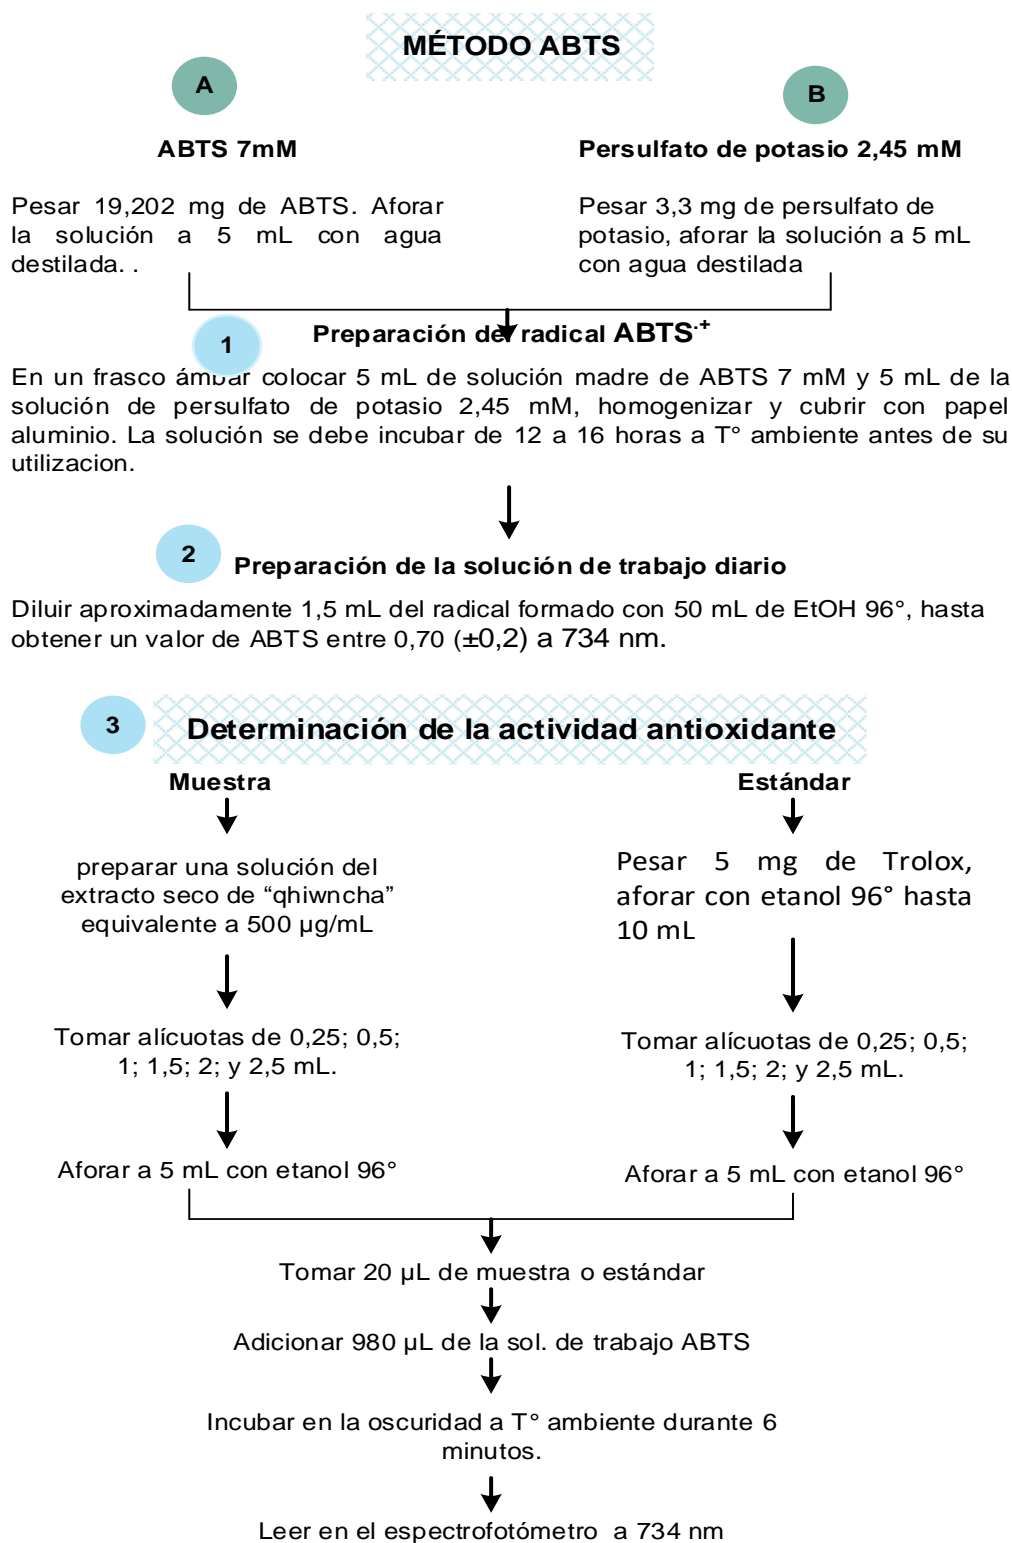 MÉTODO ABTS
A
ABTS 7mM
Pesar 19,202 mg de ABTS. Aforar
la solución a 5 mL con agua
destilada. .
B
Persulfato de potasio 2,45 mM
Pesar 3,3 mg de persulfato de
potasio, aforar la solución a 5 mL
con agua destilada
1
Preparación del radical ABTS·+
En un frasco ámbar colocar 5 mL de solución madre de ABTS 7 mM y 5 mL de la
solución de persulfato de potasio 2,45 mM, homogenizar y cubrir con papel
aluminio. La solución se debe incubar de 12 a 16 horas a T° ambiente antes de su
utilizacion.
2
Preparación de la solución de trabajo diario
Diluir aproximadamente 1,5 mL del radical formado con 50 mL de EtOH 96°, hasta
obtener un valor de ABTS entre 0,70 (±0,2) a 734 nm.
3
Determinación de la actividad antioxidante
Muestra
preparar una solución del
extracto seco de “qhiwncha”
equivalente a 500 µg/mL
Tomar alícuotas de 0,25; 0,5;
1; 1,5; 2; y 2,5 mL.
Aforar a 5 mL con etanol 96°
Estándar
Pesar 5 mg de Trolox,
aforar con etanol 96° hasta
10 mL
Tomar alícuotas de 0,25; 0,5;
1; 1,5; 2; y 2,5 mL.
Aforar a 5 mL con etanol 96°
Tomar 20 µL de muestra o estándar
Adicionar 980 µL de la sol. de trabajo ABTS
Incubar en la oscuridad a T° ambiente durante 6
minutos.
Leer en el espectrofotómetro a 734 nm